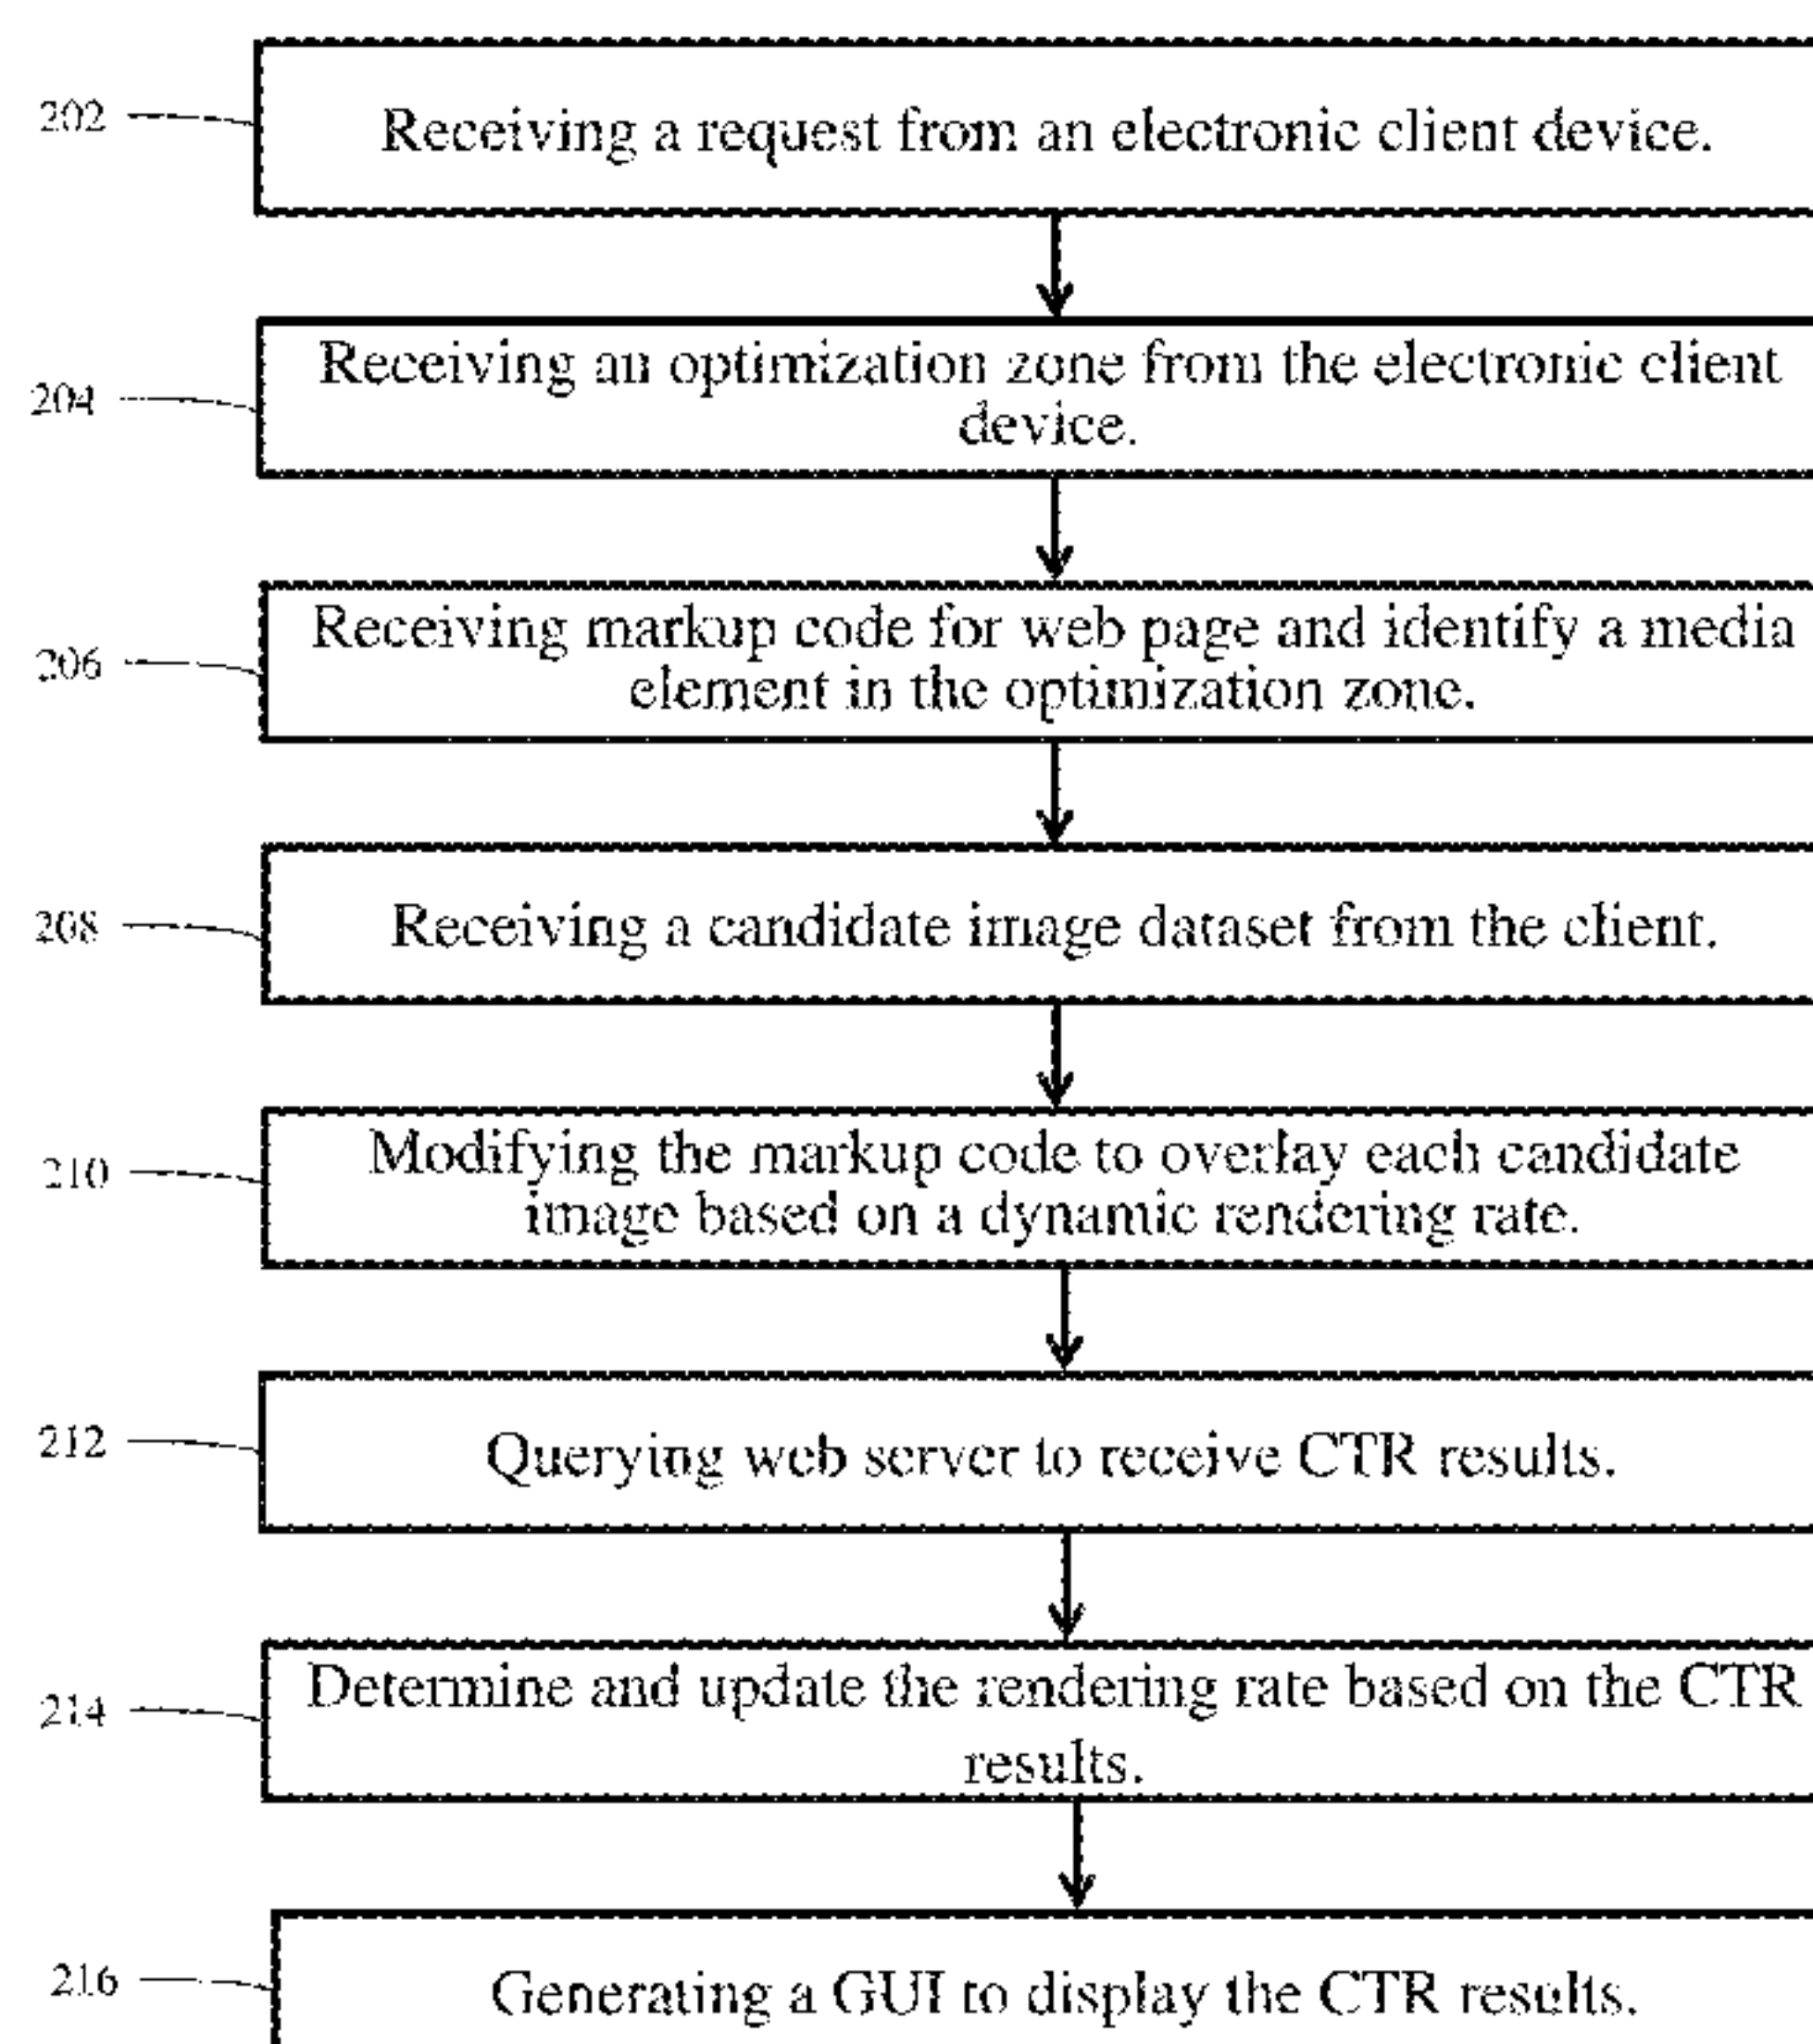 202
Receiving a request from an electronic client device.
204
Receiving an optimization zone from the electronic client
device.
206
Receiving markup code for web page and identify a media
element in the optimization zone.
208
Receiving a candidate image dataset from the client.
210
Modifying the markup code to overlay each candidate
image based on a dynamic rendering rate.
212
Querying web server to receive CTR results.
214
Determine and update the rendering rate based on the CTR
results.
216
Generating a GUI to display the CTR results.